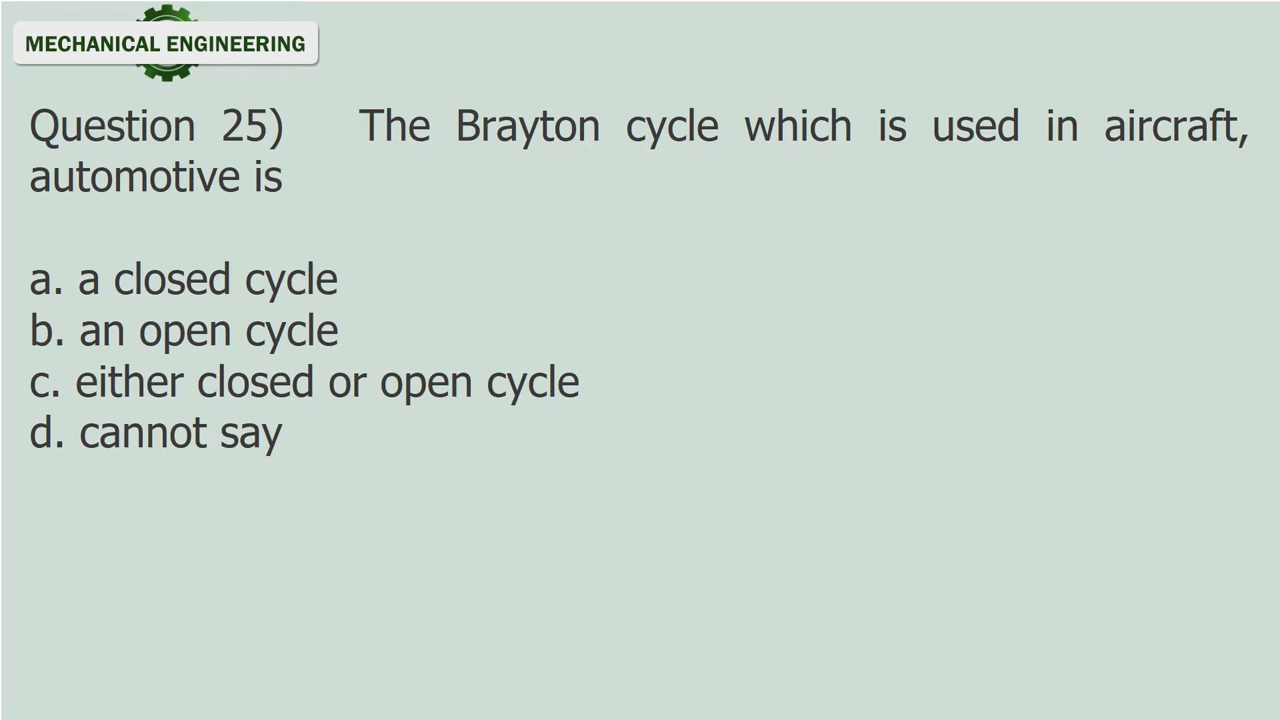 MECHANICAL ENGINEERING
Question 25) The Brayton cycle which is used in aircraft,
automotive is
a. a closed cycle
b. an open cycle
c. either closed or open cycle
d. cannot say